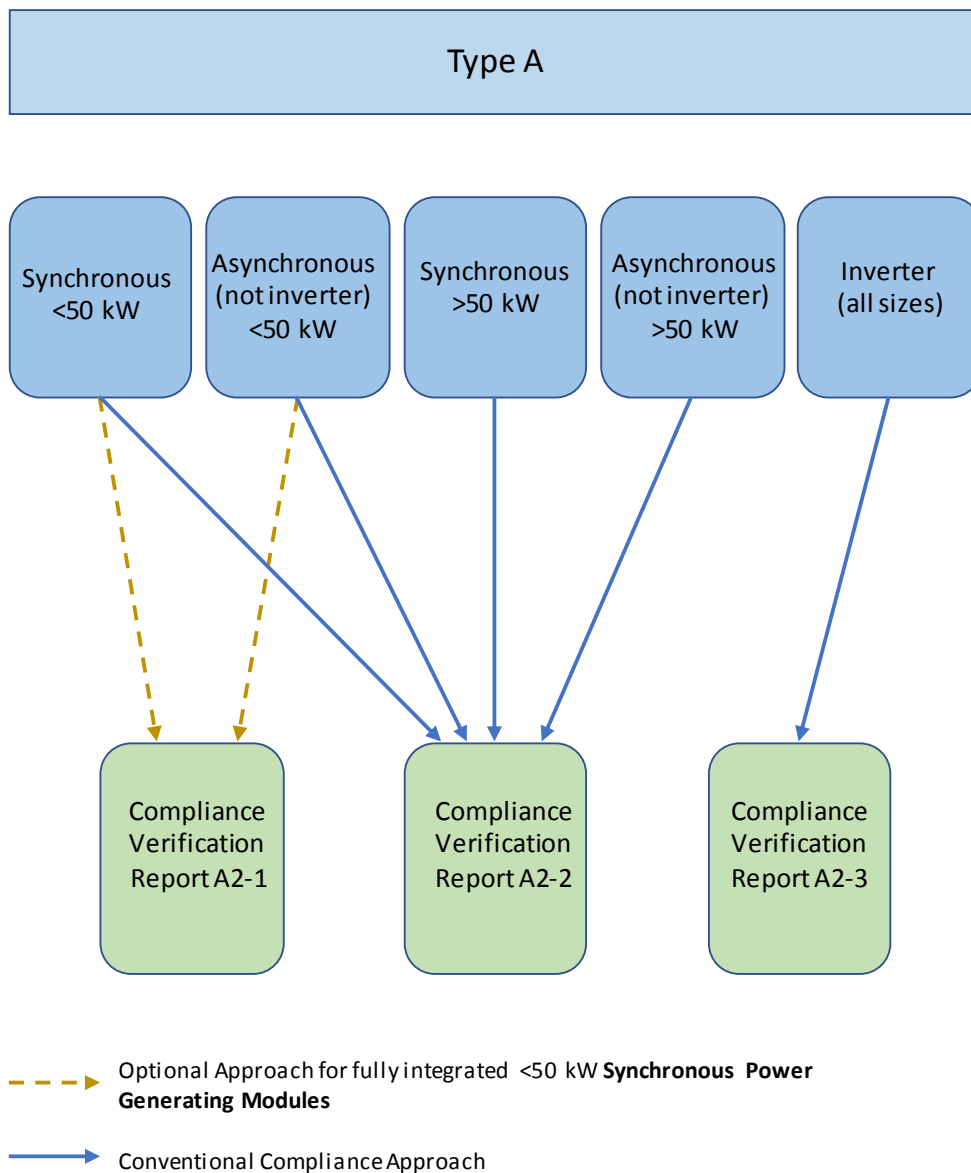 Type A
Synchronous
<50 kW
Asynchronous
(not inverter)
<50 kW
Synchronous
>50 kW
Asynchronous
(not inverter)
>50 kW
Inverter
(all sizes)
Compliance
Verification
Report A2-1
Compliance
Verification
Report A2-2
Compliance
Verification
Report A2-3
Optional Approach for fully integrated <50 kW Synchronous Power
Generating Modules
Conventional Compliance Approach